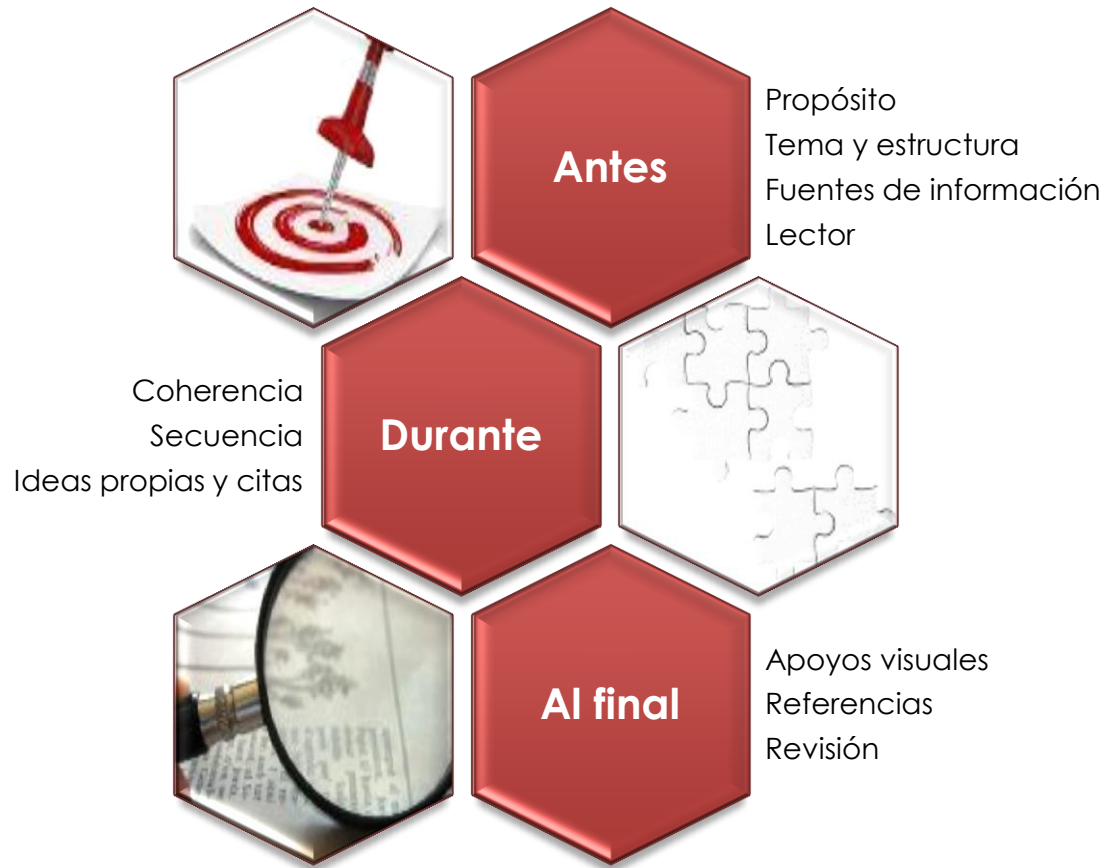 Antes
Propósito
Tema y estructura
Fuentes de información
Lector
Coherencia
Secuencia
Ideas propias y citas
Durante
Al final
Apoyos visuales
Referencias
Revisión